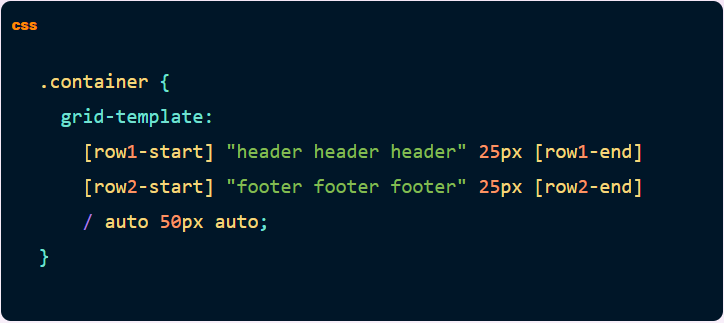 css
.container {
grid-template:
[row1-start] "header header header" 25px [row1-end]
[row2-start] "footer footer footer" 25px [row2-end]
/ auto 50px auto;
}